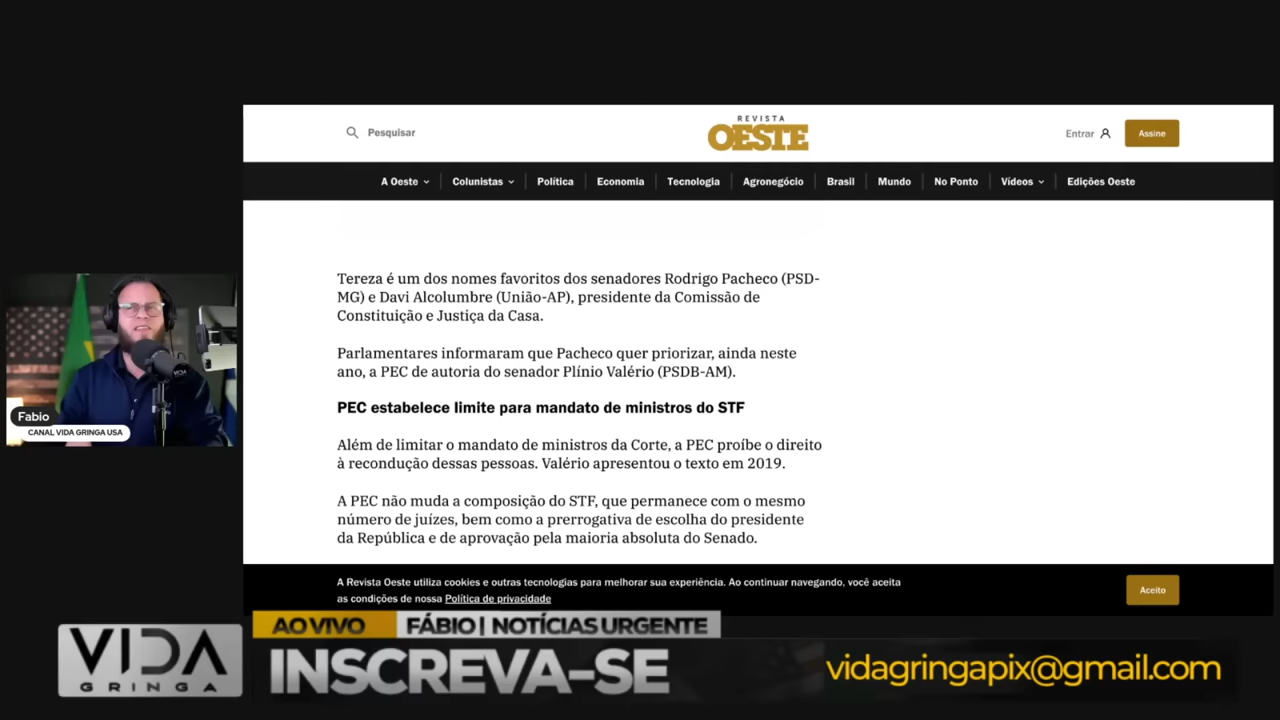 Pesquisar
REVISTA
OESTE
Entrar
Assine
A Oeste
Colunistas
Política
Economia
Tecnologia
Agronegócio
Brasil
Mundo
No Ponto
Vídeos
Edições Oeste
Tereza é um dos nomes favoritos dos senadores Rodrigo Pacheco (PSD-
MG) e Davi Alcolumbre (União-AP), presidente da Comissão de
Constituição e Justiça da Casa.
Parlamentares informaram que Pacheco quer priorizar, ainda neste
ano, a PEC de autoria do senador Plínio Valério (PSDB-AM).
PEC estabelece limite para mandato de ministros do STF
Além de limitar o mandato de ministros da Corte, a PEC proíbe o direito
à recondução dessas pessoas. Valério apresentou o texto em 2019.
A PEC não muda a composição do STF, que permanece com o mesmo
número de juízes, bem como a prerrogativa de escolha do presidente
da República e de aprovação pela maioria absoluta do Senado.
Fabio
CANAL VIDA GRINGA USA
A Revista Oeste utiliza cookies e outras tecnologias para melhorar sua experiência. Ao continuar navegando, você aceita
as condições de nossa Política de privacidade
Aceito
AO VIVO
FÁBIO | NOTÍCIAS URGENTE
VIDA
GRINGA
INSCREVA-SE
vidagringapix@gmail.com